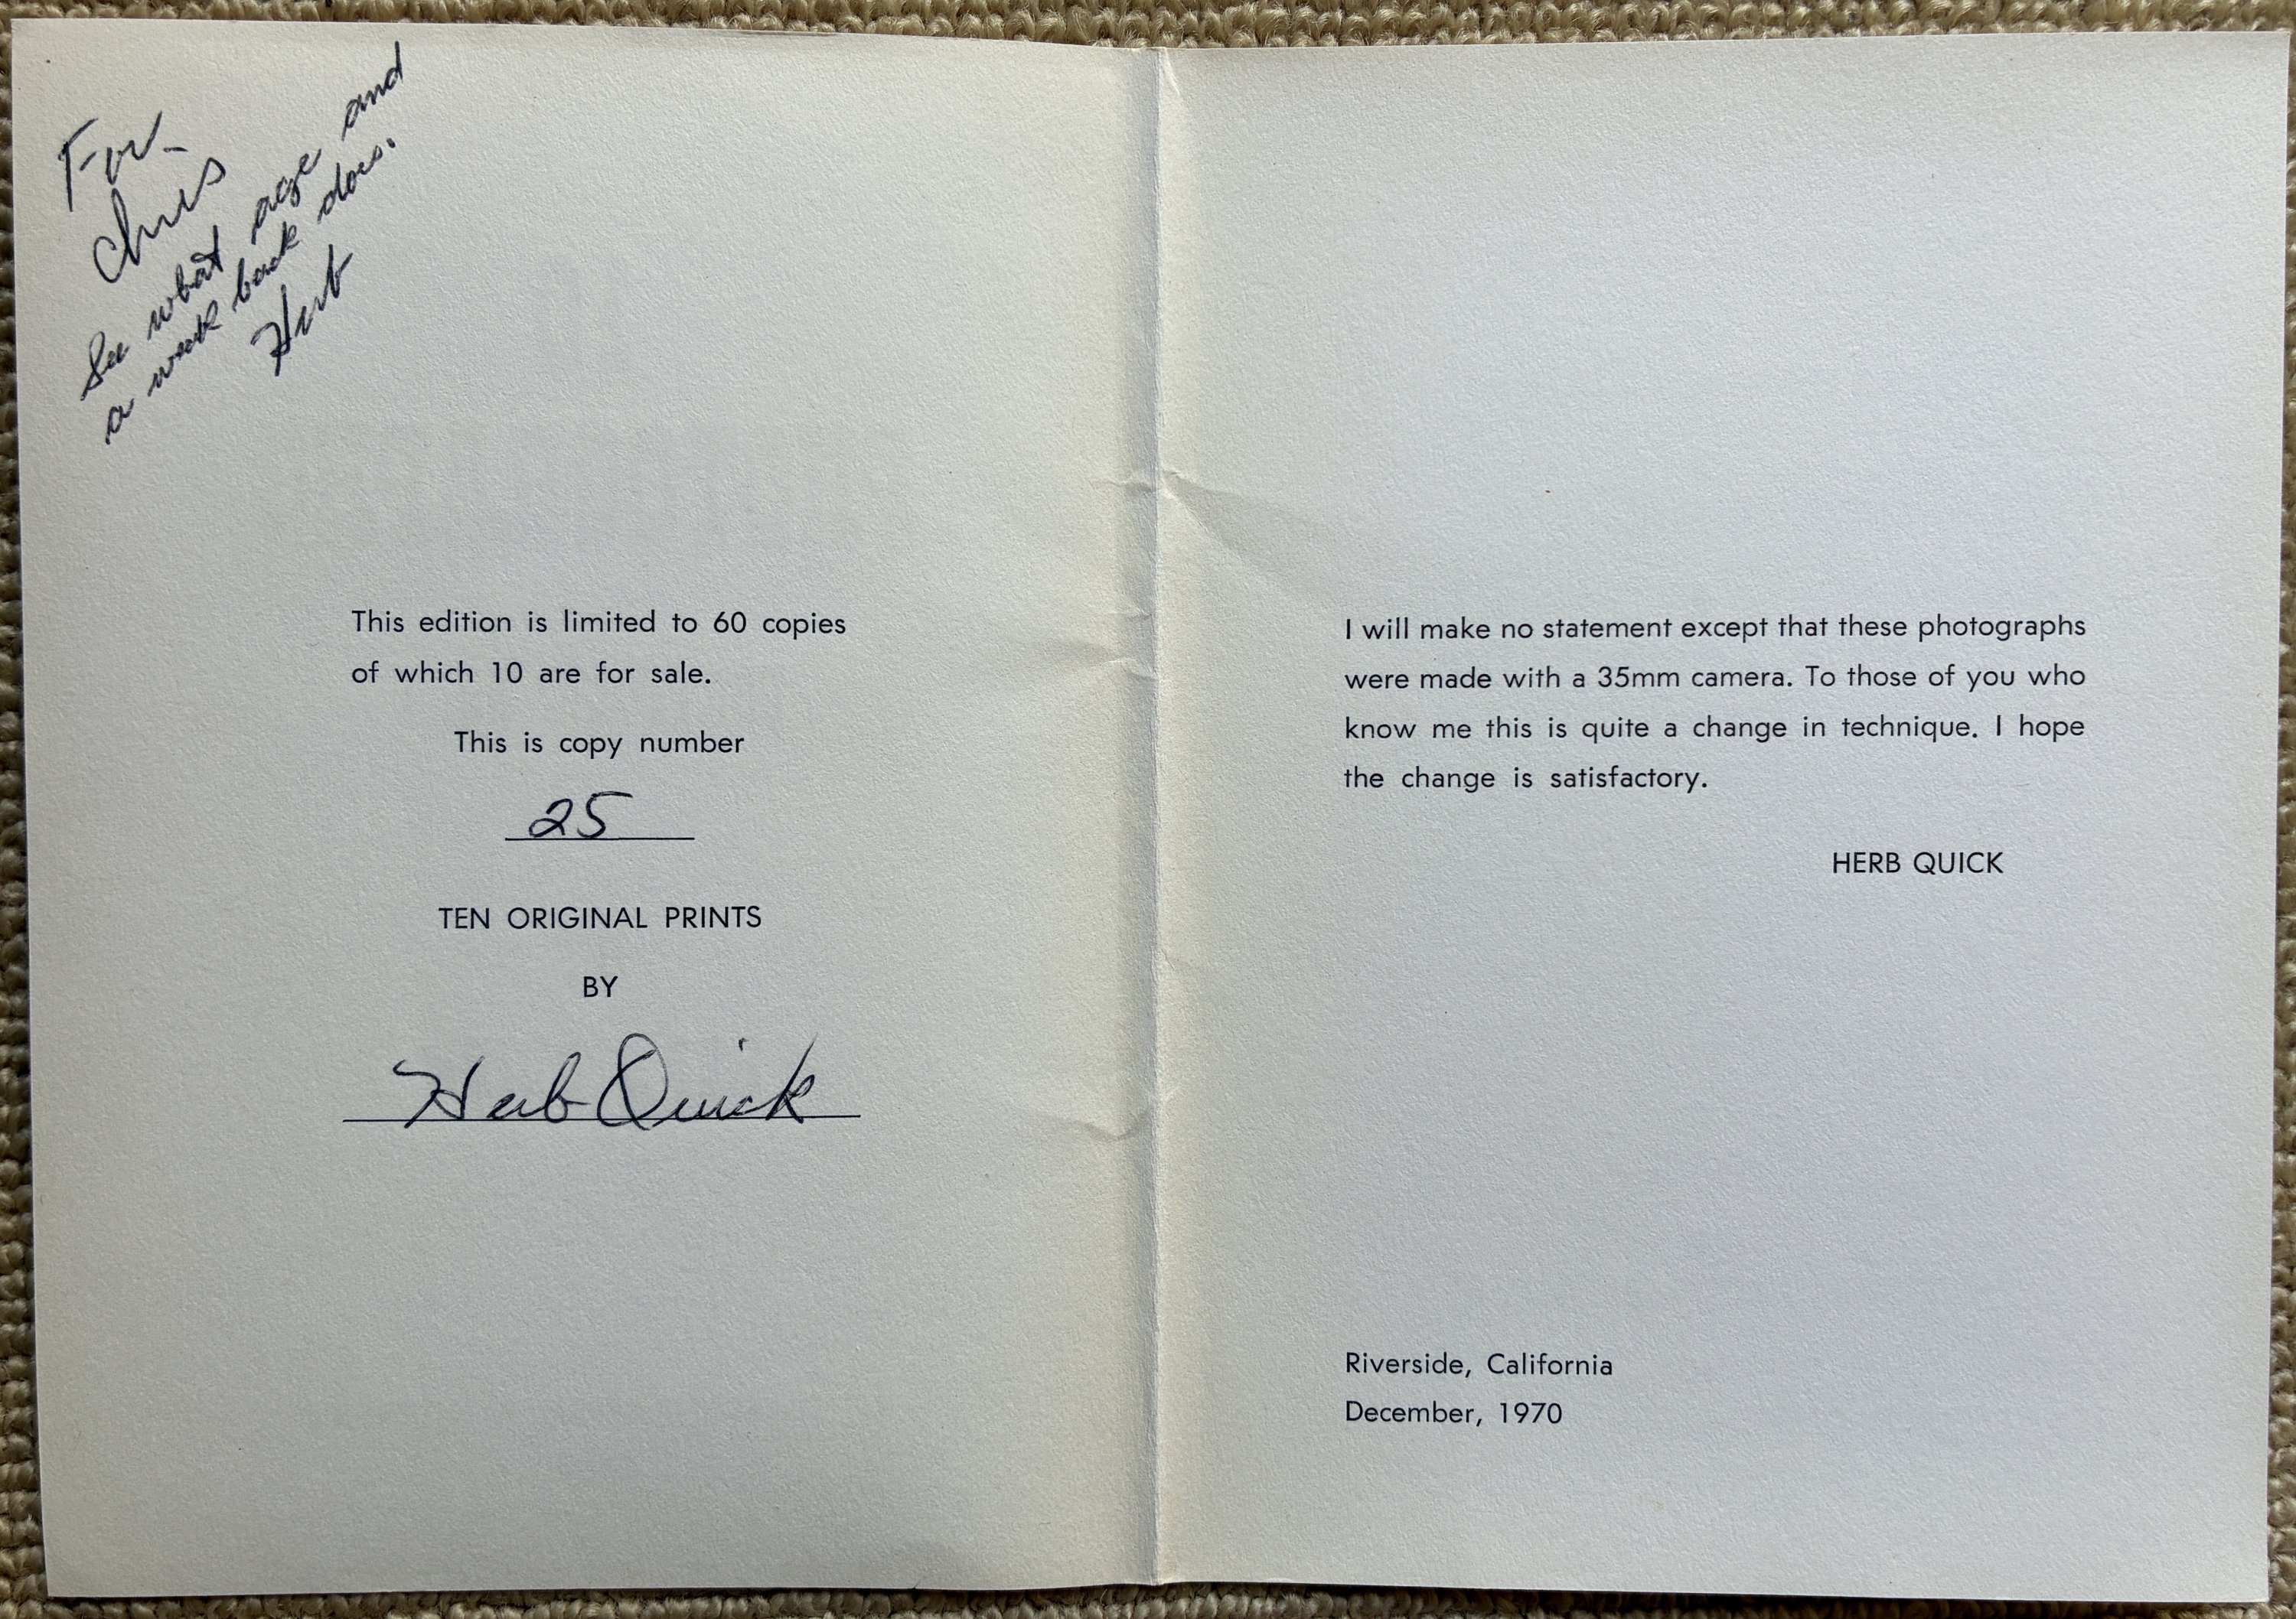 For
Chris
See what age and
a weak back does.
Herb
This edition is limited to 60 copies
of which 10 are for sale.
This is copy number
25
TEN ORIGINAL PRINTS
BY
Herb Quick
I will make no statement except that these photographs
were made with a 35mm camera. To those of you who
know me this is quite a change in technique. I hope
the change is satisfactory.
HERB QUICK
Riverside, California
December, 1970